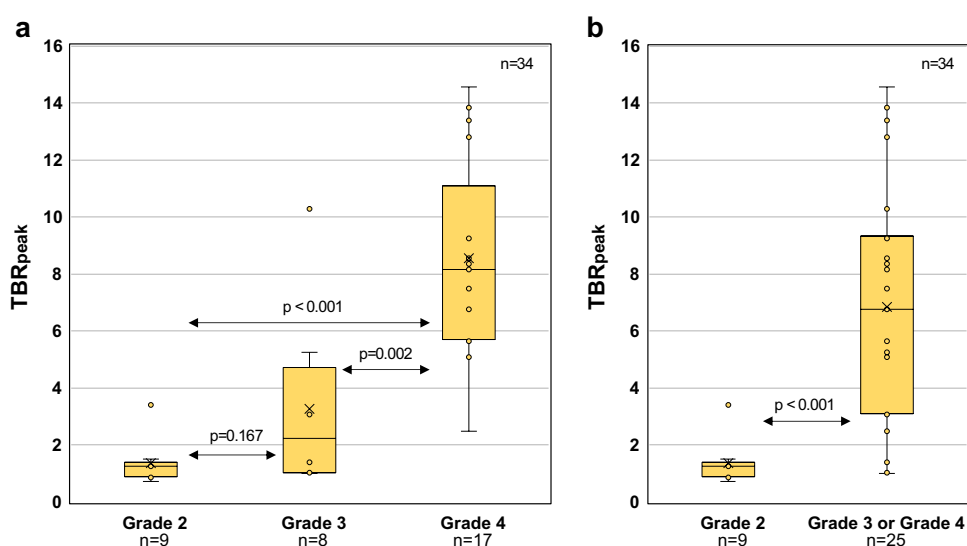 a
16
14
12
10
8
6
4
2
0
TBRpeak
n=34
p < 0.001
p=0.002
p=0.167
Grade 2
n=9
Grade 3
n=8
Grade 4
n=17
b
16
14
12
10
8
6
4
2
0
TBRpeak
n=34
p < 0.001
Grade 2
n=9
Grade 3 or Grade 4
n=25